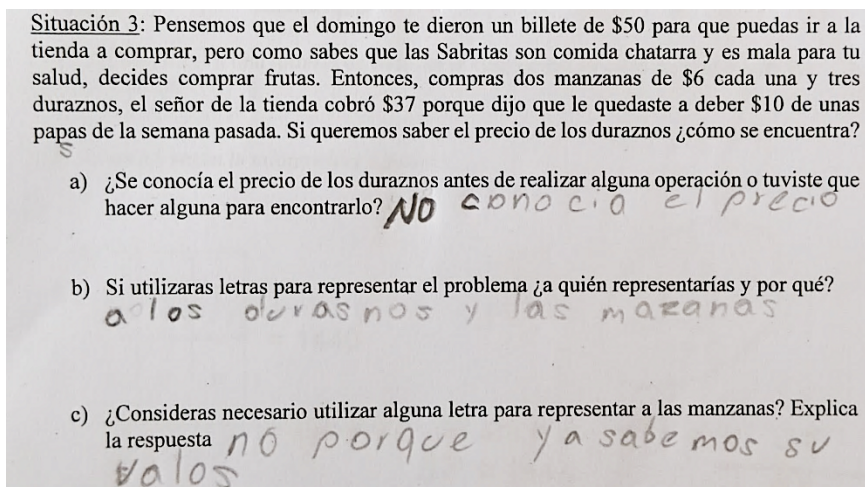 Situación 3: Pensemos que el domingo te dieron un billete de $50 para que puedas ir a la
tienda a comprar, pero como sabes que las Sabritas son comida chatarra y es mala para tu
salud, decides comprar frutas. Entonces, compras dos manzanas de $6 cada una y tres
duraznos, el señor de la tienda cobró $37 porque dijo que le quedaste a deber $10 de unas
papas de la semana pasada. Si queremos saber el precio de los duraznos ¿cómo se encuentra?
S
a) ¿Se conocía el precio de los duraznos antes de realizar alguna operación o tuviste que
hacer alguna para encontrarlo? NO conocia el precio
b) Si utilizaras letras para representar el problema ¿a quién representarías y por qué?
a los durasnos y las mazanas
c) ¿Consideras necesario utilizar alguna letra para representar a las manzanas? Explica
la respuesta no porque ya sabemos su
valos